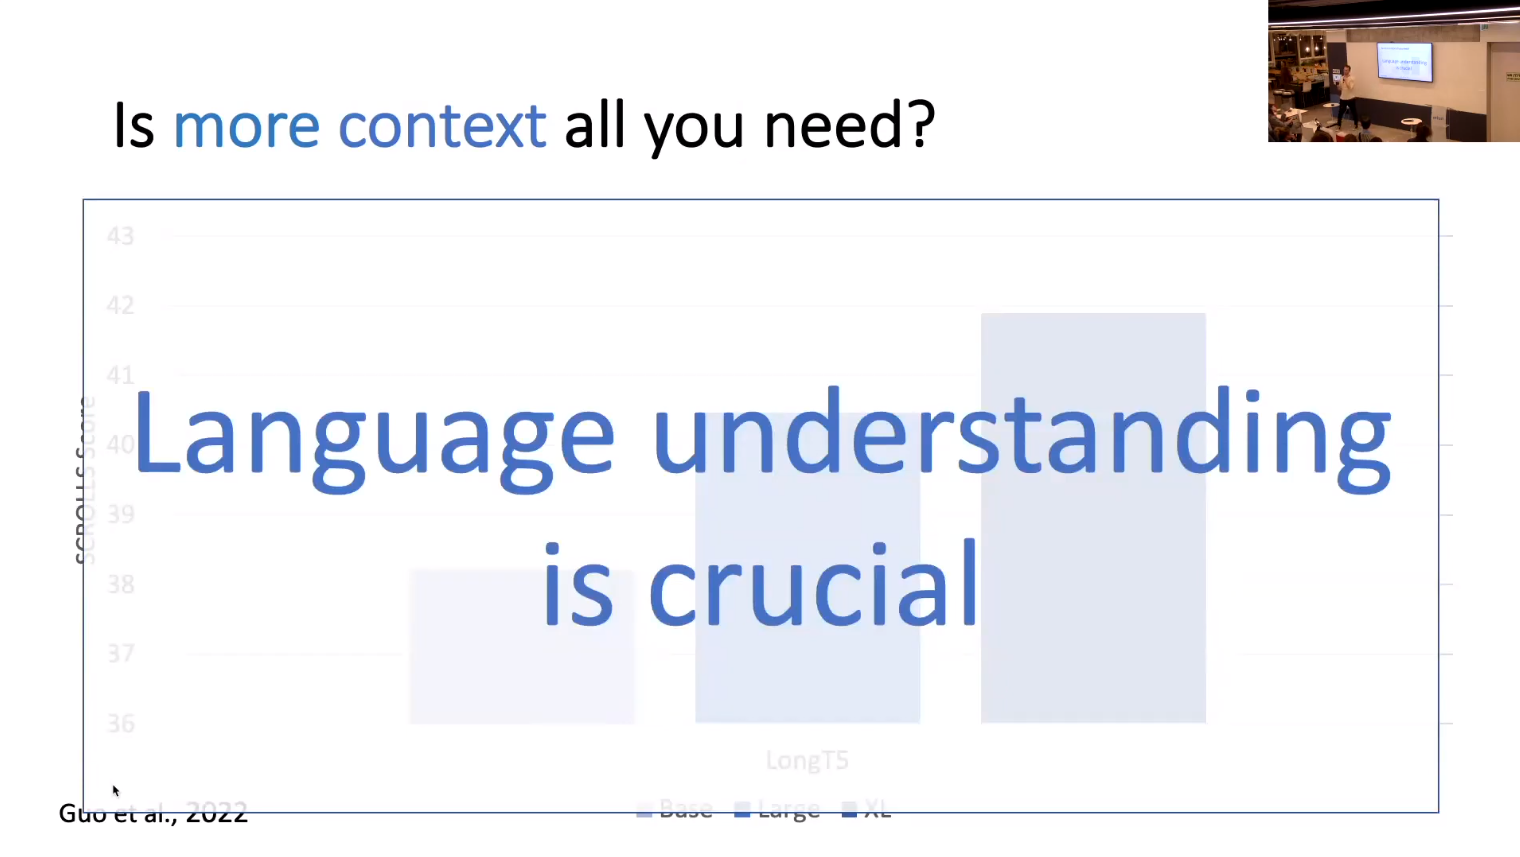 Is more context all you need?
43
42
41
40
39
38
37
36
SCROLLS Score
Language understanding
is crucial
LongT5
Base Large XL
Guo et al., 2022